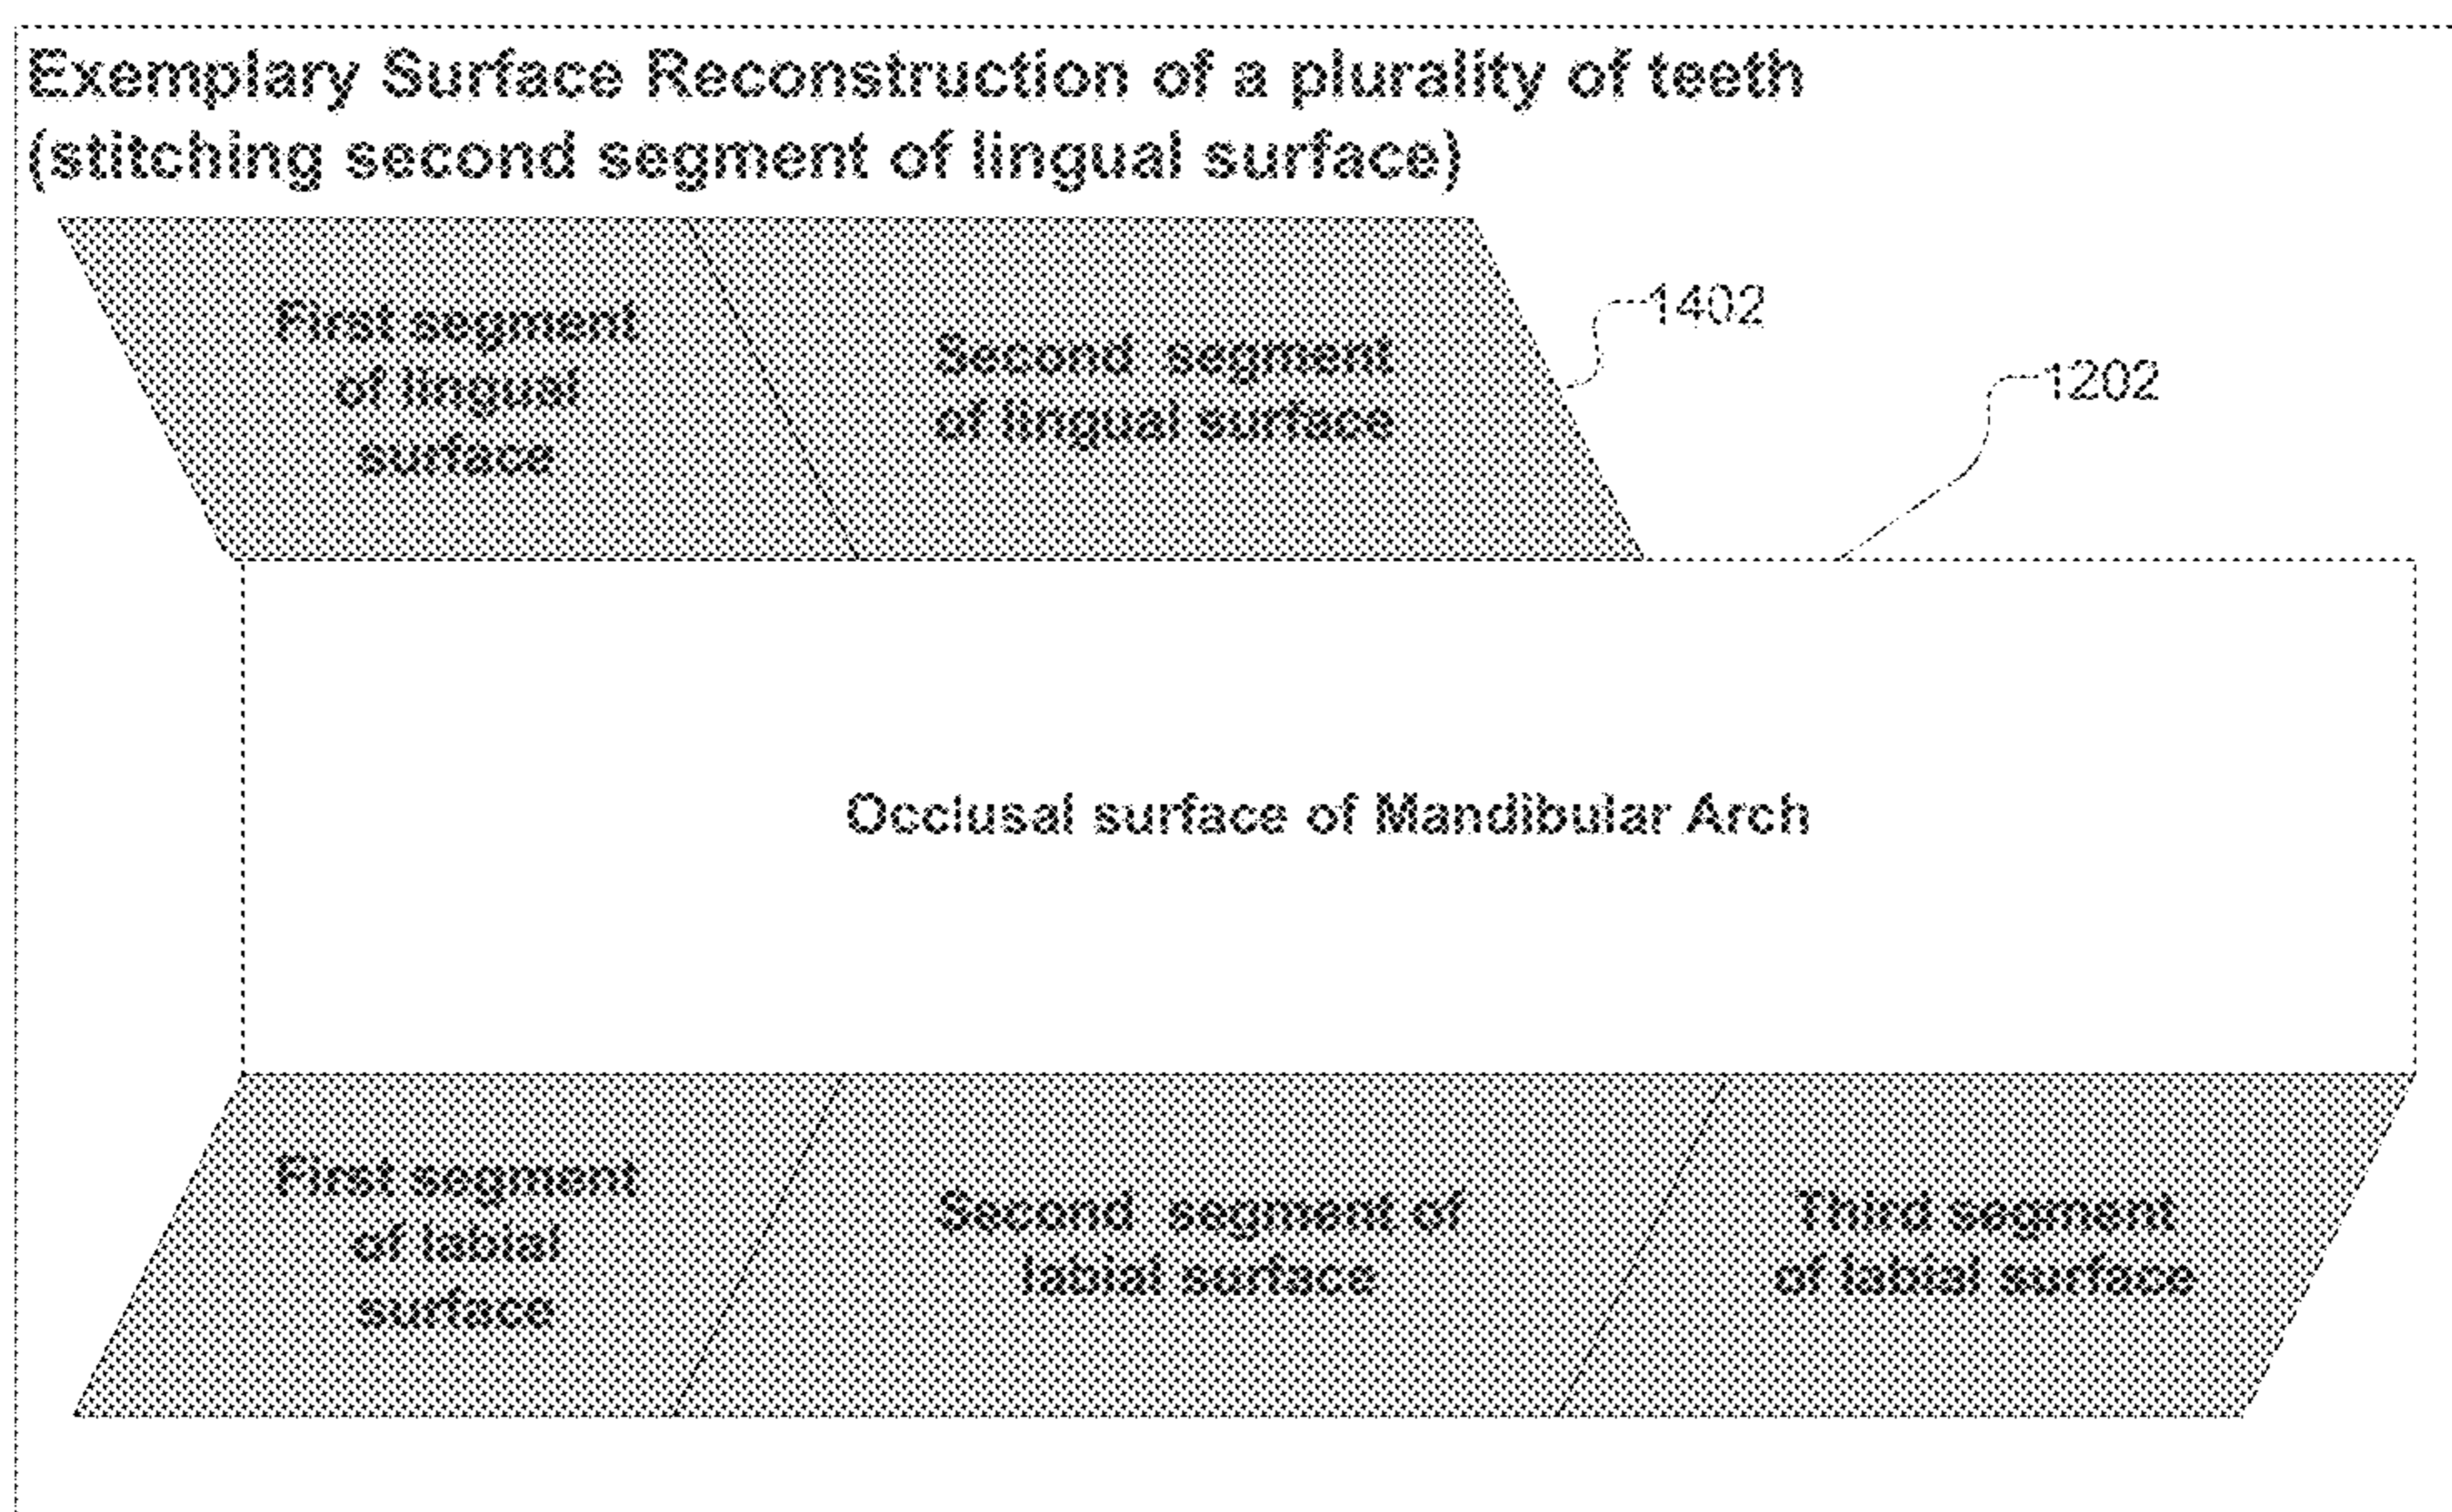 Exemplary Surface Reconstruction of a plurality of teeth
(stitching second segment of lingual surface)
First segment
of lingual
surface
Second segment
of lingual surface
1402
1202
Occlusal surface of Mandibular Arch
First segment
of labial
surface
Second segment of
labial surface
Third segment
of labial surface